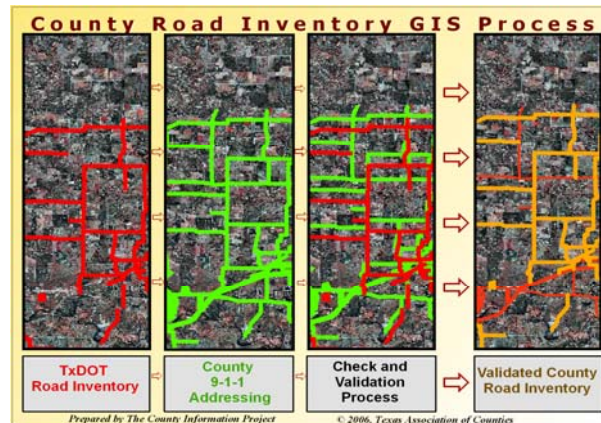 County Road Inventory GIS Process
TxDOT
Road Inventory
County
9-1-1
Addressing
Check and
Validation
Process
Validated County
Road Inventory
Prepared by The County Information Project
© 2006, Texas Association of Counties